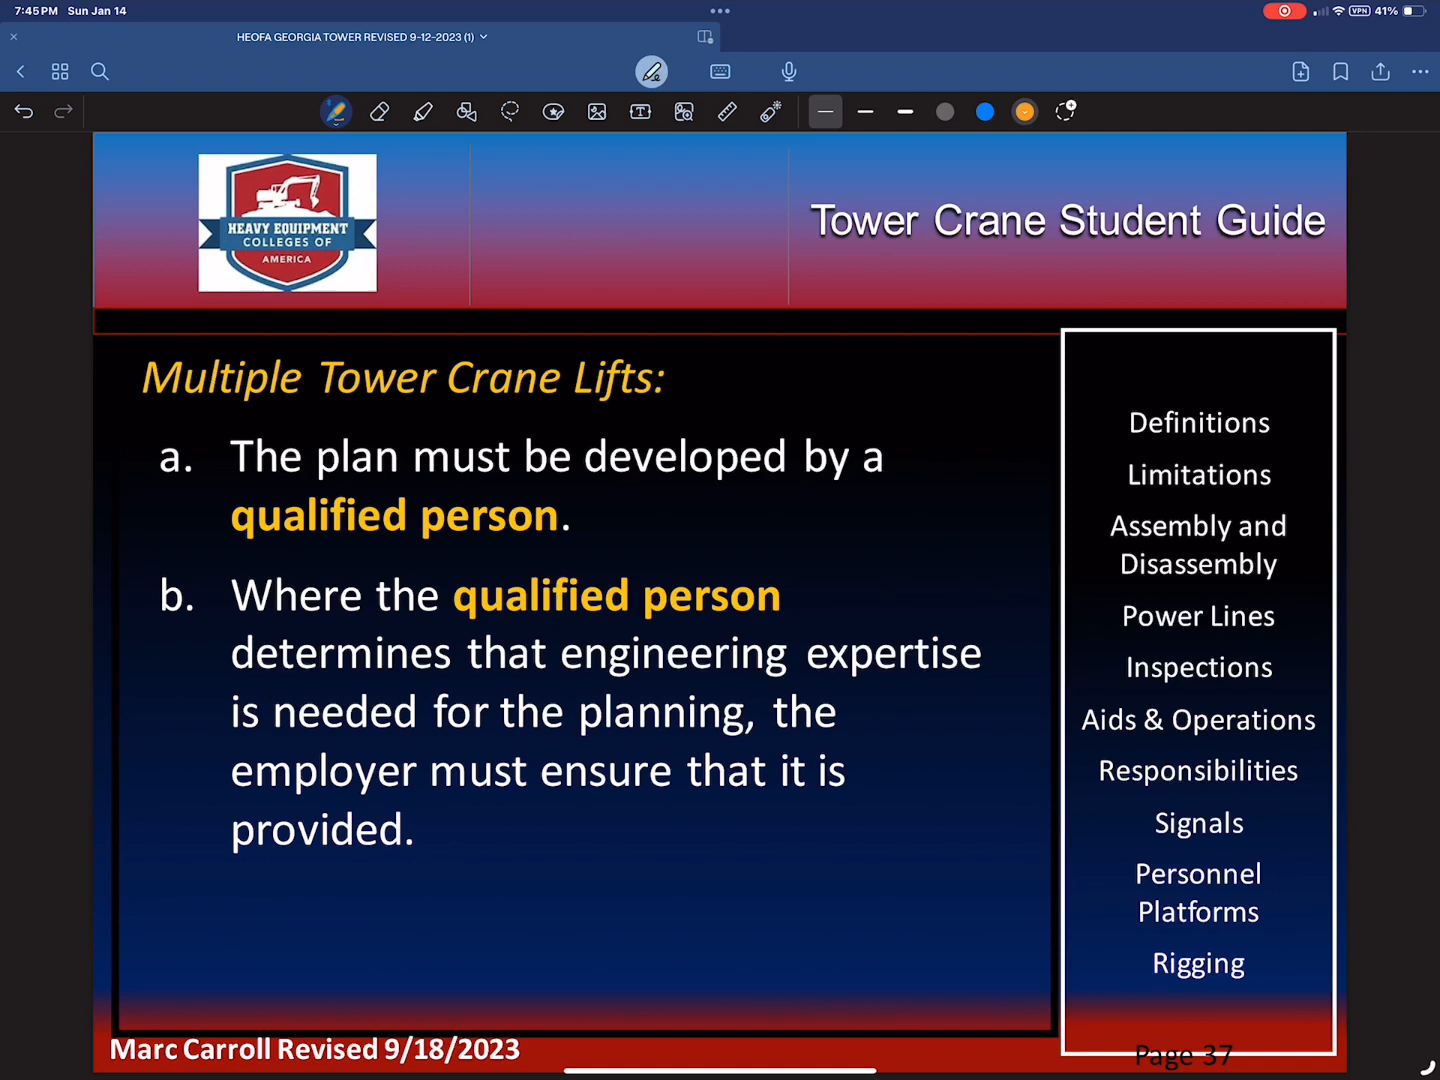 7:45 PM Sun Jan 14
VPN 41%
HEOFA GEORGIA TOWER REVISED 9-12-2023 (1)
HEAVY EQUIPMENT
COLLEGES OF
AMERICA
Tower Crane Student Guide
Multiple Tower Crane Lifts:
a. The plan must be developed by a
qualified person.
b. Where the qualified person
determines that engineering expertise
is needed for the planning, the
employer must ensure that it is
provided.
Definitions
Limitations
Assembly and
Disassembly
Power Lines
Inspections
Aids & Operations
Responsibilities
Signals
Personnel
Platforms
Rigging
Marc Carroll Revised 9/18/2023
Page 37